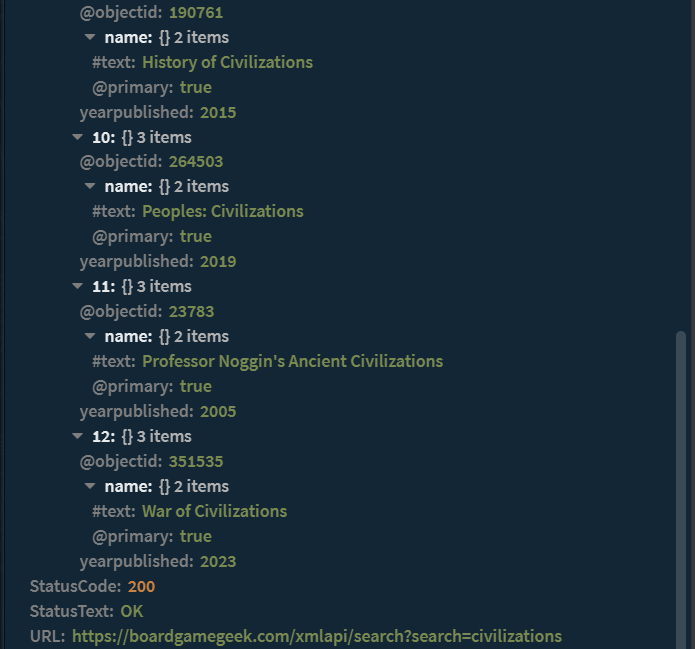 @objectid: 190761
name: {} 2 items
#text: History of Civilizations
@primary: true
yearpublished: 2015
10: {} 3 items
@objectid: 264503
name: {} 2 items
#text: Peoples: Civilizations
@primary: true
yearpublished: 2019
11: {} 3 items
@objectid: 23783
name: {} 2 items
#text: Professor Noggin's Ancient Civilizations
@primary: true
yearpublished: 2005
12: {} 3 items
@objectid: 351535
name: {} 2 items
#text: War of Civilizations
@primary: true
yearpublished: 2023
StatusCode: 200
StatusText: OK
URL: https://boardgamegeek.com/xmlapi/search?search=civilizations